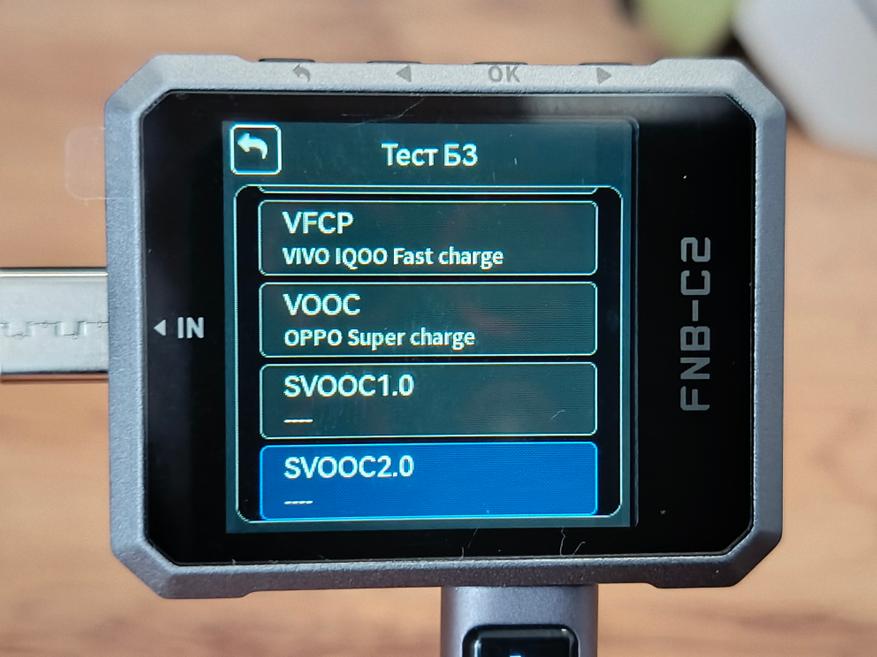 OK
Тест БЗ
VFCP
VIVO IQOO Fast charge
VOOC
OPPO Super charge
SVOOC1.0
----
SVOOC2.0
----
IN
FNB-C2